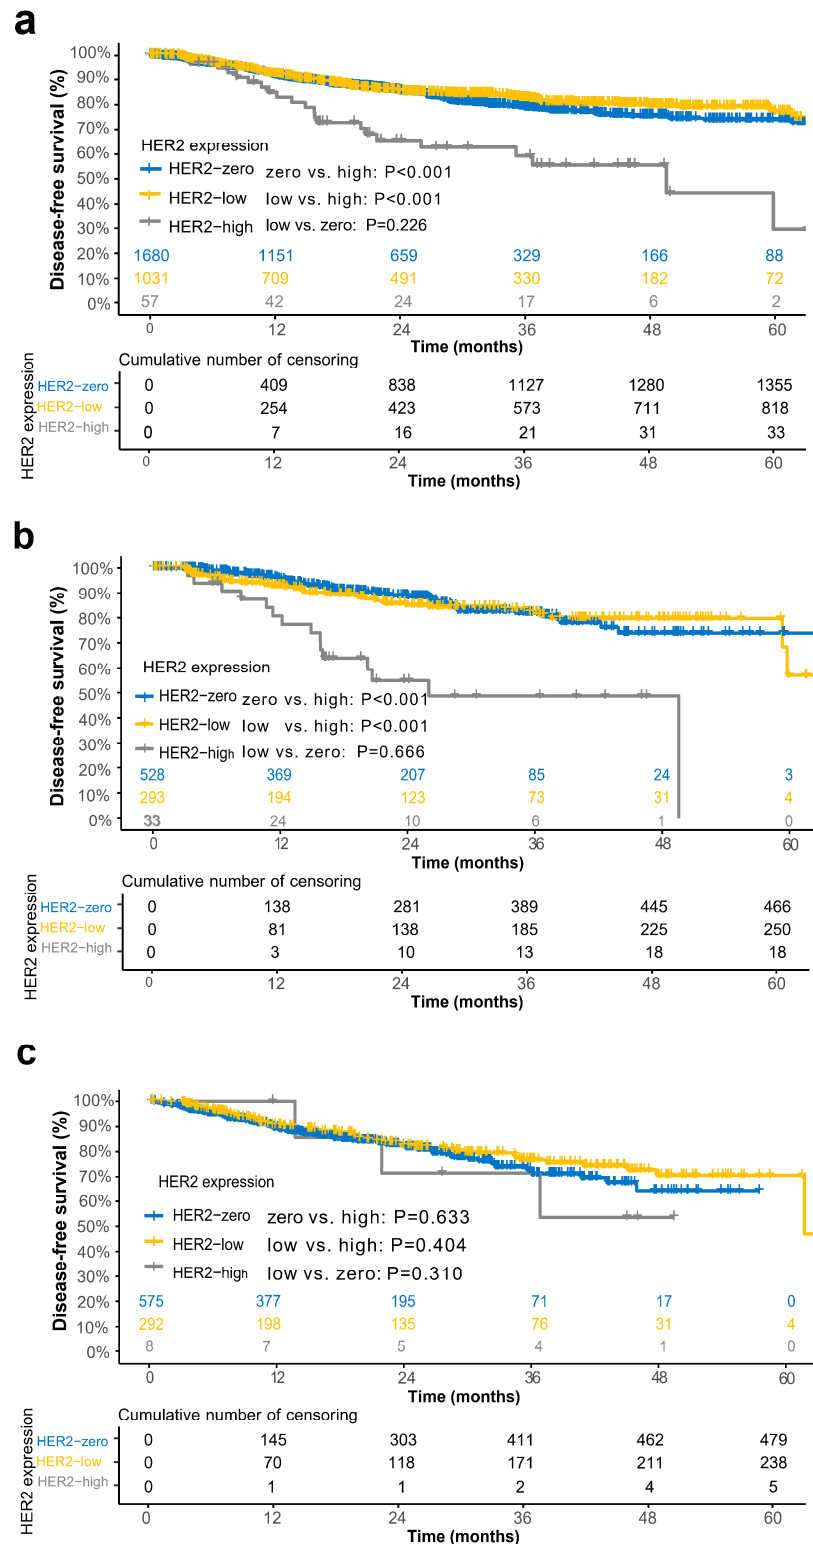 a
100%
90%
80%
70%
60%
50%
40%
30%
20%
10%
0%
Disease-free survival (%)
HER2 expression
HER2-zero zero vs. high: P<0.001
HER2-low low vs. high: P<0.001
HER2-high low vs. zero: P=0.226
1680 1151 659 329 166 88
1031 709 491 330 182 72
57 42 24 17 6 2
0 12 24 36 48 60
Time (months)
Cumulative number of censoring
HER2 expression
HER2-zero 0 409 838 1127 1280 1355
HER2-low 0 254 423 573 711 818
HER2-high 0 7 16 21 31 33
0 12 24 36 48 60
Time (months)
b
100%
90%
80%
70%
60%
50%
40%
30%
20%
10%
0%
Disease-free survival (%)
HER2 expression
HER2-zero zero vs. high: P<0.001
HER2-low low vs. high: P<0.001
HER2-high low vs. zero: P=0.666
528 369 207 85 24 3
293 194 123 73 31 4
33 24 10 6 1 0
0 12 24 36 48 60
Time (months)
Cumulative number of censoring
HER2 expression
HER2-zero 0 138 281 389 445 466
HER2-low 0 81 138 185 225 250
HER2-high 0 3 10 13 18 18
0 12 24 36 48 60
Time (months)
c
100%
90%
80%
70%
60%
50%
40%
30%
20%
10%
0%
Disease-free survival (%)
HER2 expression
HER2-zero zero vs. high: P=0.633
HER2-low low vs. high: P=0.404
HER2-high low vs. zero: P=0.310
575 377 195 71 17 0
292 198 135 76 31 4
8 7 5 4 1 0
0 12 24 36 48 60
Time (months)
Cumulative number of censoring
HER2 expression
HER2-zero 0 145 303 411 462 479
HER2-low 0 70 118 171 211 238
HER2-high 0 1 1 2 4 5
0 12 24 36 48 60
Time (months)